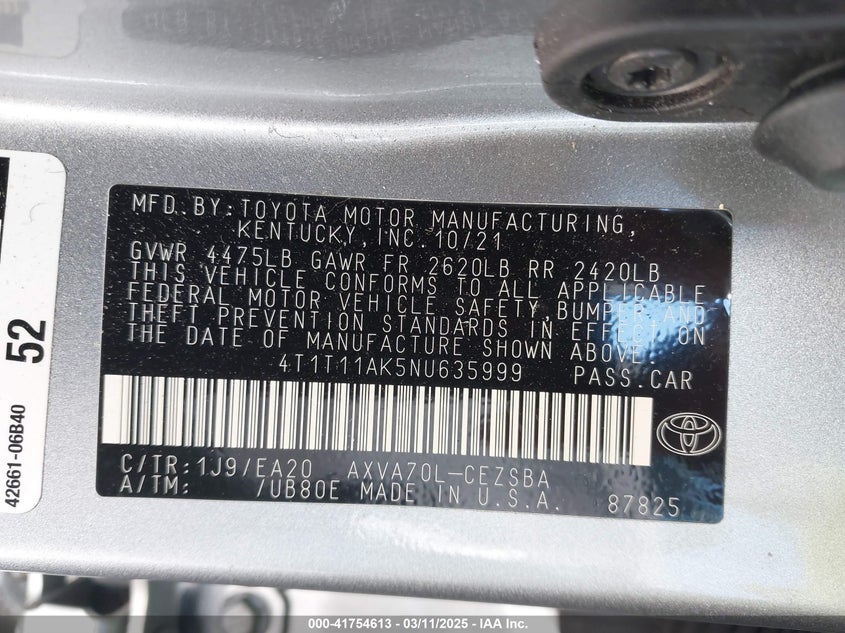 MFD.BY:TOYOTA MOTOR MANUFACTURING,
KENTUCKY,INC.10/21
GVWR 4475LB GAWR FR 2620LB RR 2420LB
THIS VEHICLE CONFORMS TO ALL APPLICABLE
FEDERAL MOTOR VEHICLE SAFETY,BUMPER,AND
THEFT PREVENTION STANDARDS IN EFFECT ON
THE DATE OF MANUFACTURE SHOWN ABOVE.
4T1T11AK5NU635999 PASS.CAR
C/TR:1J9/EA20 AXVA70L-CEZSBA
A/TM: /UB80E MADE IN U.S.A. 87825
52
42661-06B40
000-41754613 / 03/11/2025 — IAA Inc.